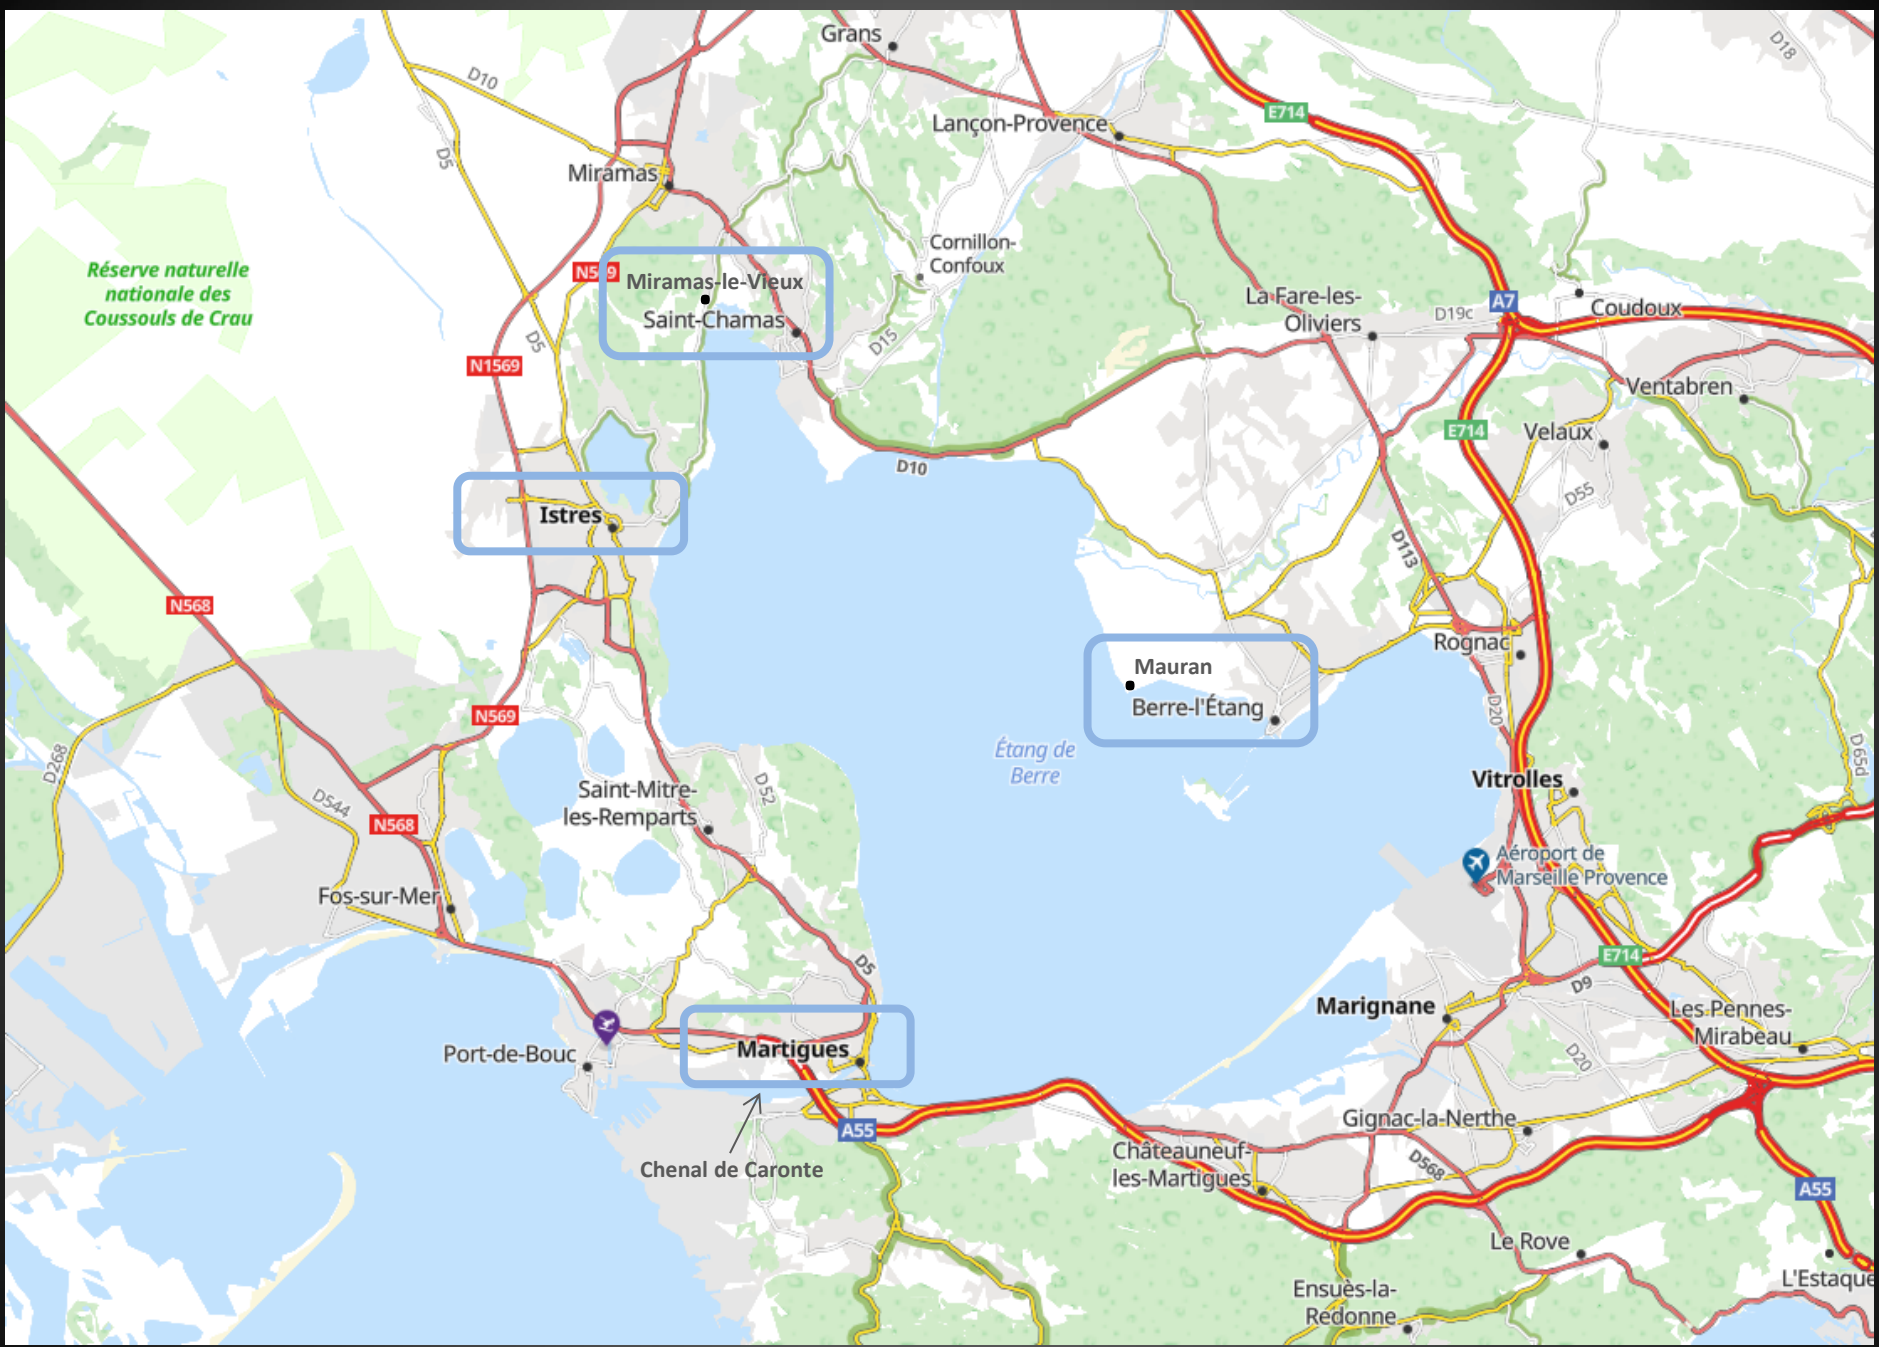 Grans
D18
D10
E714
Lançon-Provence
D5
Miramas
Cornillon-
Confoux
Réserve naturelle
nationale des
Coussouls de Crau
N569
Miramas-le-Vieux
Saint-Chamas
La Fare-les-
Oliviers
D19c
A7
Coudoux
D5
D15
N1569
Ventabren
E714
Velaux
D10
D55
Istres
D113
N568
Rognac
Mauran
Berre-l'Étang
D20
N569
Étang de
Berre
D268
D65d
Saint-Mitre-
les-Remparts
D52
Vitrolles
D544
N568
Aéroport de
Marseille Provence
Fos-sur-Mer
D5
E714
D9
Marignane
Les Pennes-
Mirabeau
Port-de-Bouc
Martigues
D20
A55
Gignac-la-Nerthe
Chenal de Caronte
Châteauneuf-
les-Martigues
D568
A55
Le Rove
L'Estaque
Ensuès-la-
Redonne